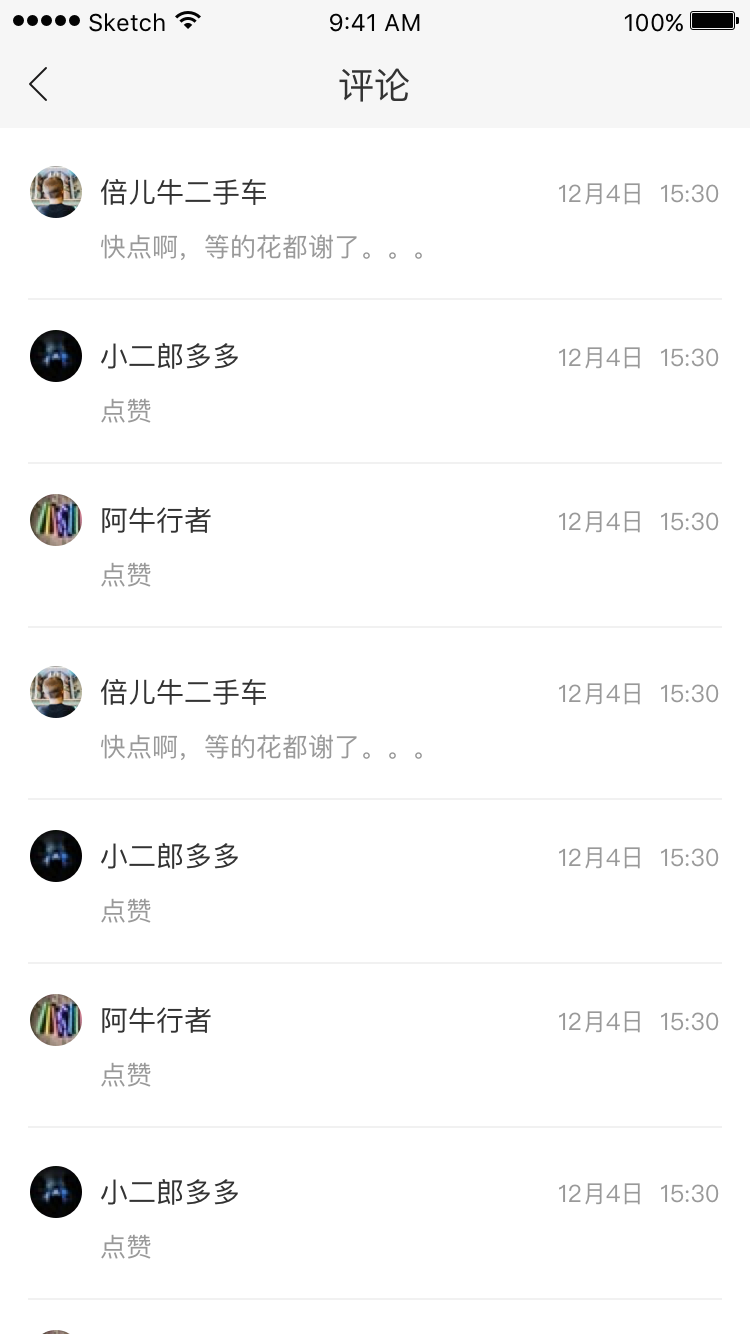 Sketch 9:41 AM 100%
评论
倍儿牛二手车 12月4日 15:30
快点啊，等的花都谢了。。。
小二郎多多 12月4日 15:30
点赞
阿牛行者 12月4日 15:30
点赞
倍儿牛二手车 12月4日 15:30
快点啊，等的花都谢了。。。
小二郎多多 12月4日 15:30
点赞
阿牛行者 12月4日 15:30
点赞
小二郎多多 12月4日 15:30
点赞